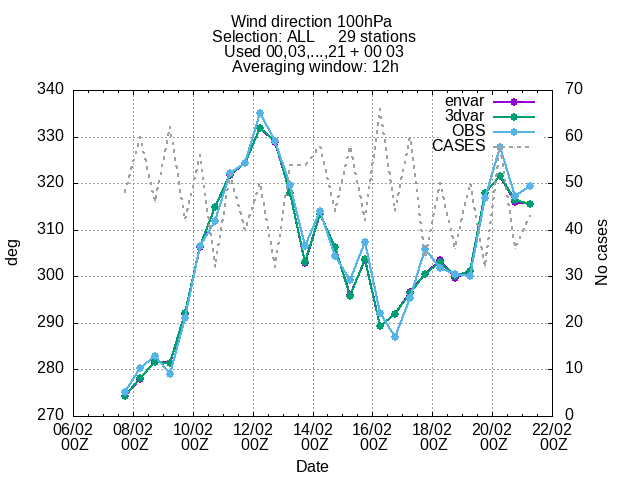 Wind direction 100hPa
Selection: ALL 29 stations
Used 00,03,...,21 + 00 03
Averaging window: 12h
340 70
envar
3dvar
330 OBS 60
CASES
320 50
310 40
deg
No cases
300 30
290 20
280 10
270 0
06/02 08/02 10/02 12/02 14/02 16/02 18/02 20/02 22/02
00Z 00Z 00Z 00Z 00Z 00Z 00Z 00Z 00Z
Date